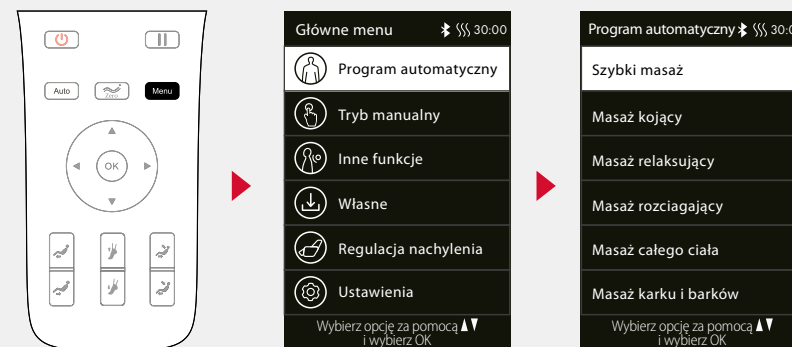 Auto
Zero
Menu
OK
Główne menu 30:00
Program automatyczny
Tryb manualny
Inne funkcje
Własne
Regulacja nachylenia
Ustawienia
Wybierz opcję za pomocą
i wybierz OK
Program automatyczny 30:0
Szybki masaż
Masaż kojący
Masaż relaksujący
Masaż rozciagający
Masaż całego ciała
Masaż karku i barków
Wybierz opcję za pomocą
i wybierz OK